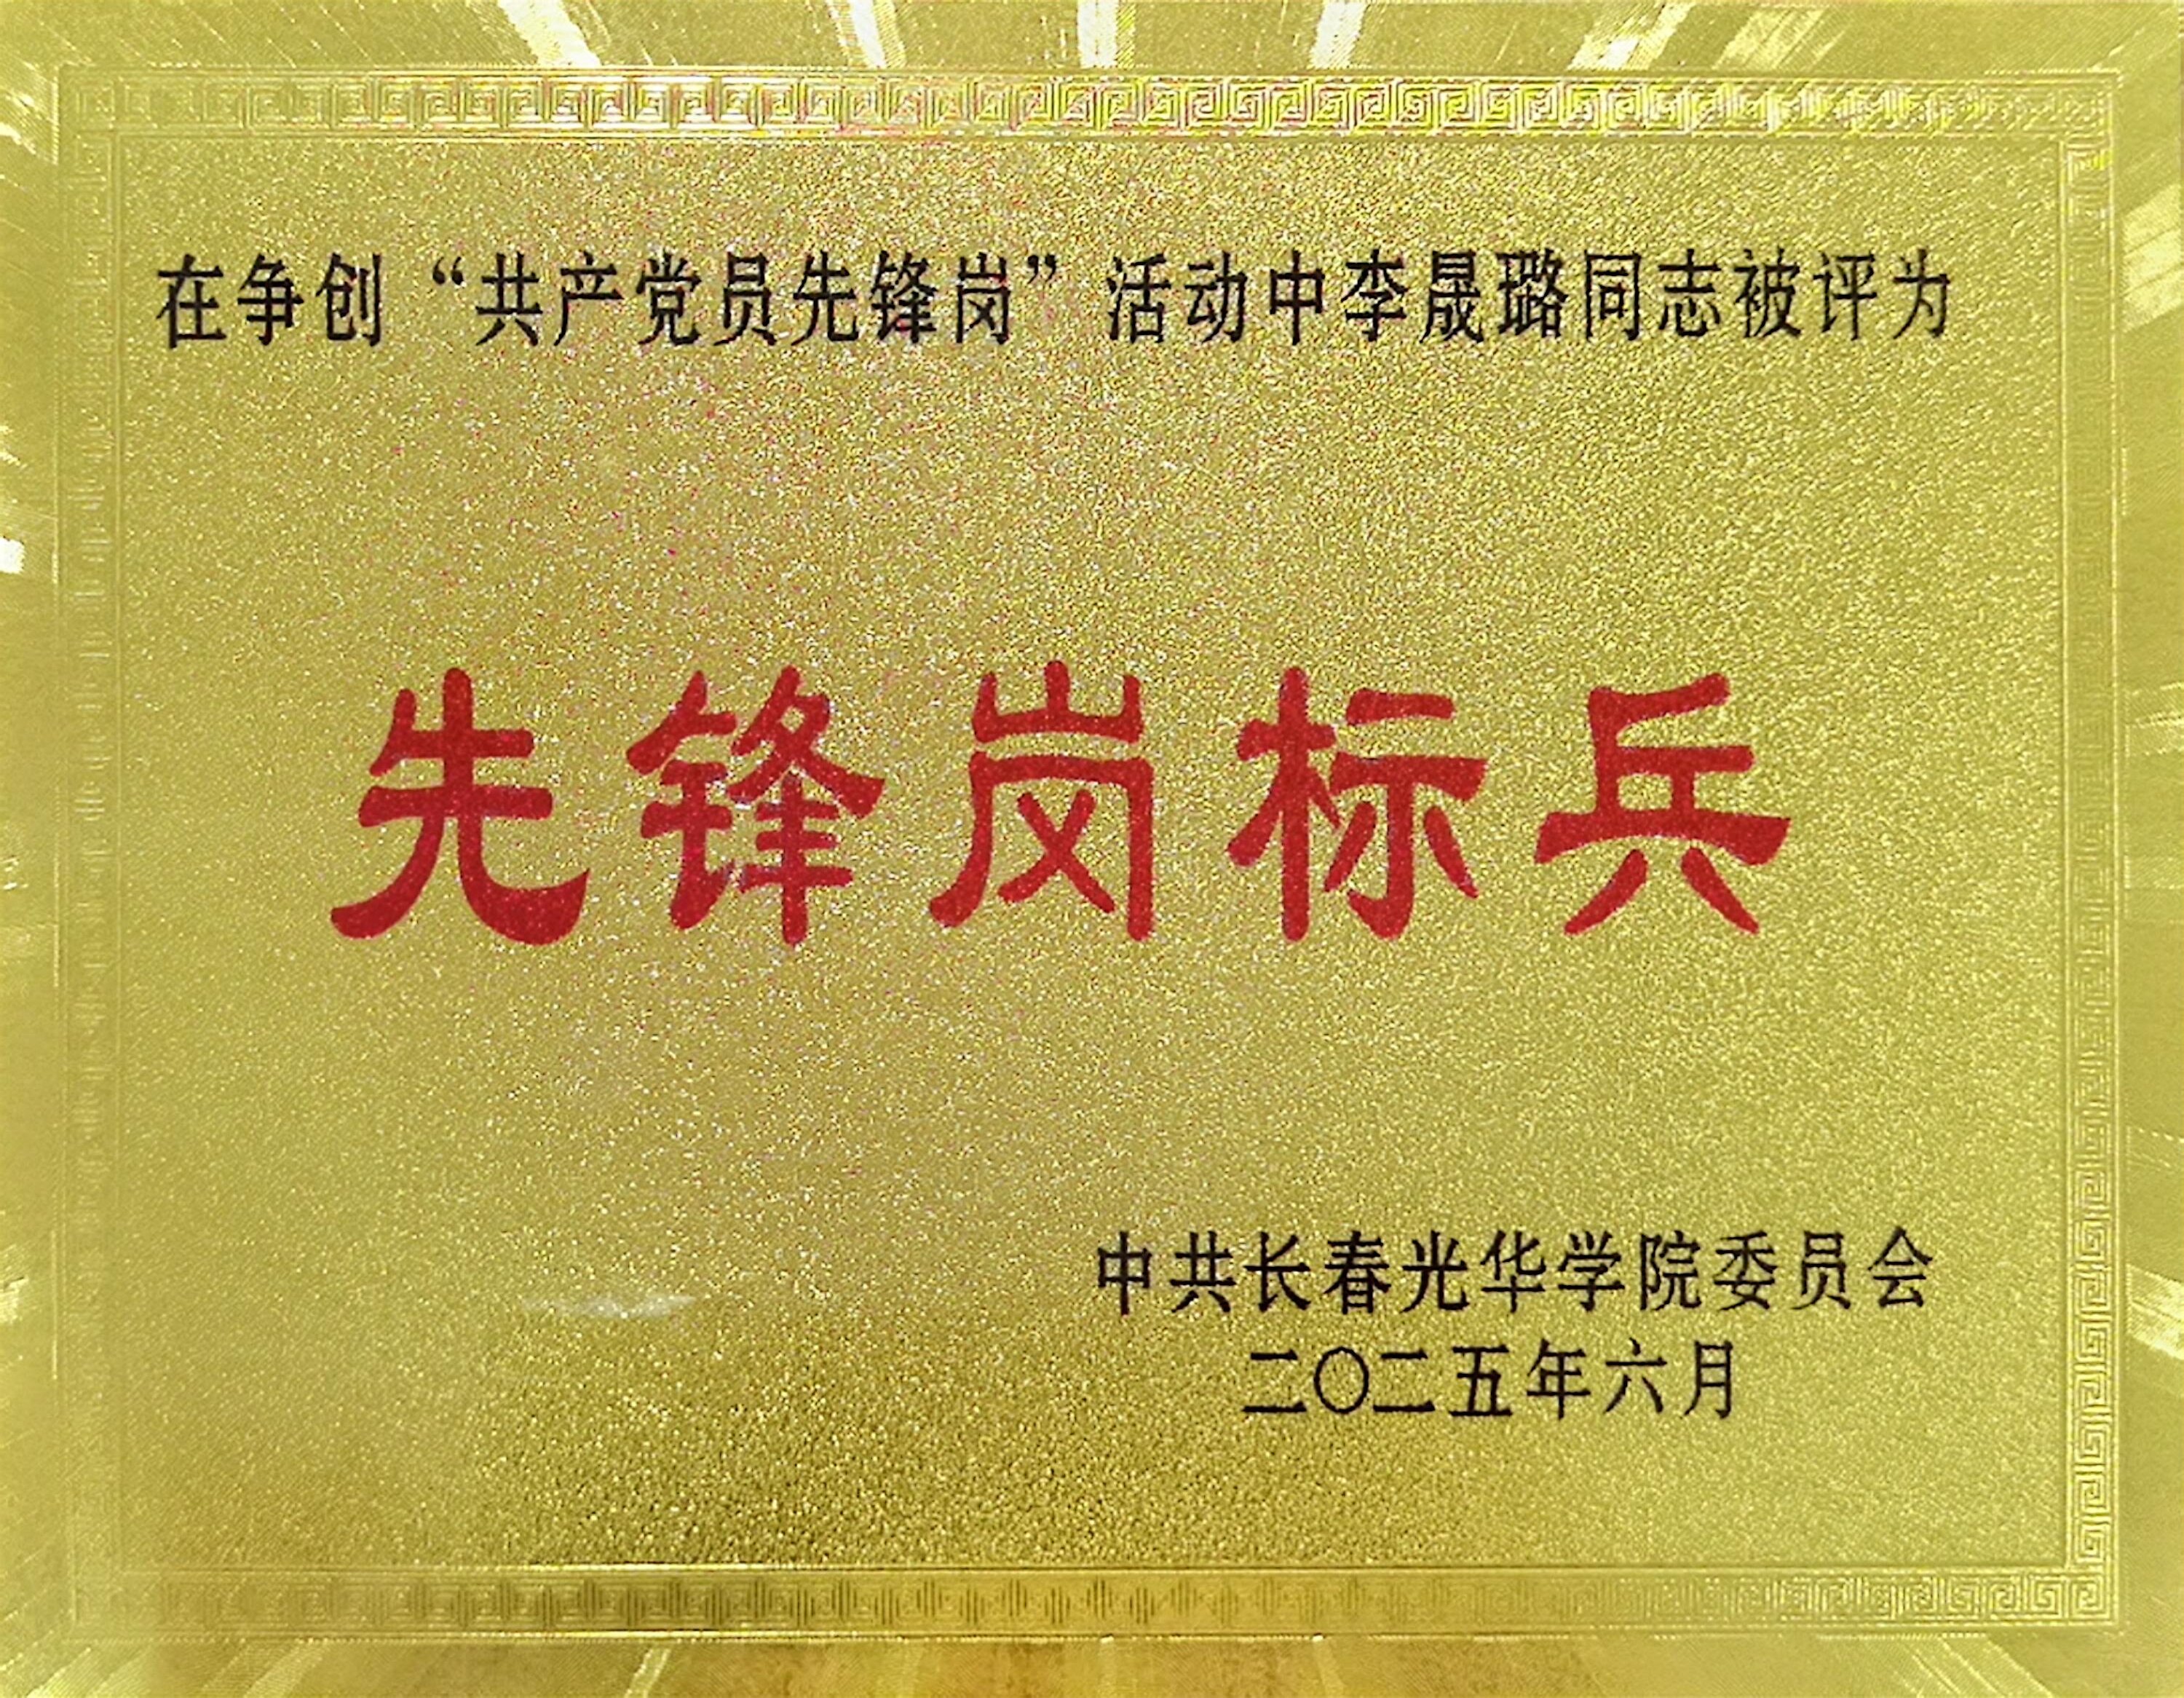 在争创“共产党员先锋岗”活动中李晟璐同志被评为
先锋岗标兵
中共长春光华学院委员会
二〇二五年六月